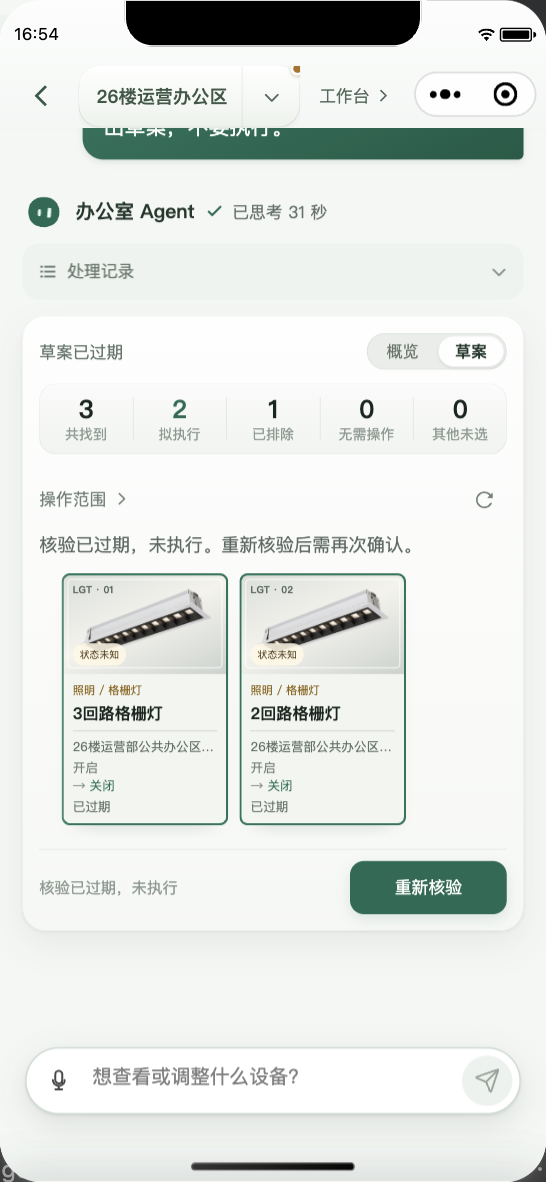 16:54
26楼运营办公区
工作台
出草案，不要执行。
办公室 Agent 已思考 31 秒
处理记录
草案已过期
概览 草案
3 2 1 0 0
共找到 拟执行 已排除 无需操作 其他未选
操作范围
核验已过期，未执行。重新核验后需再次确认。
LGT · 01
状态未知
照明 / 格栅灯
3回路格栅灯
26楼运营部公共办公区...
开启
→ 关闭
已过期
LGT · 02
状态未知
照明 / 格栅灯
2回路格栅灯
26楼运营部公共办公区...
开启
→ 关闭
已过期
核验已过期，未执行
重新核验
想查看或调整什么设备?